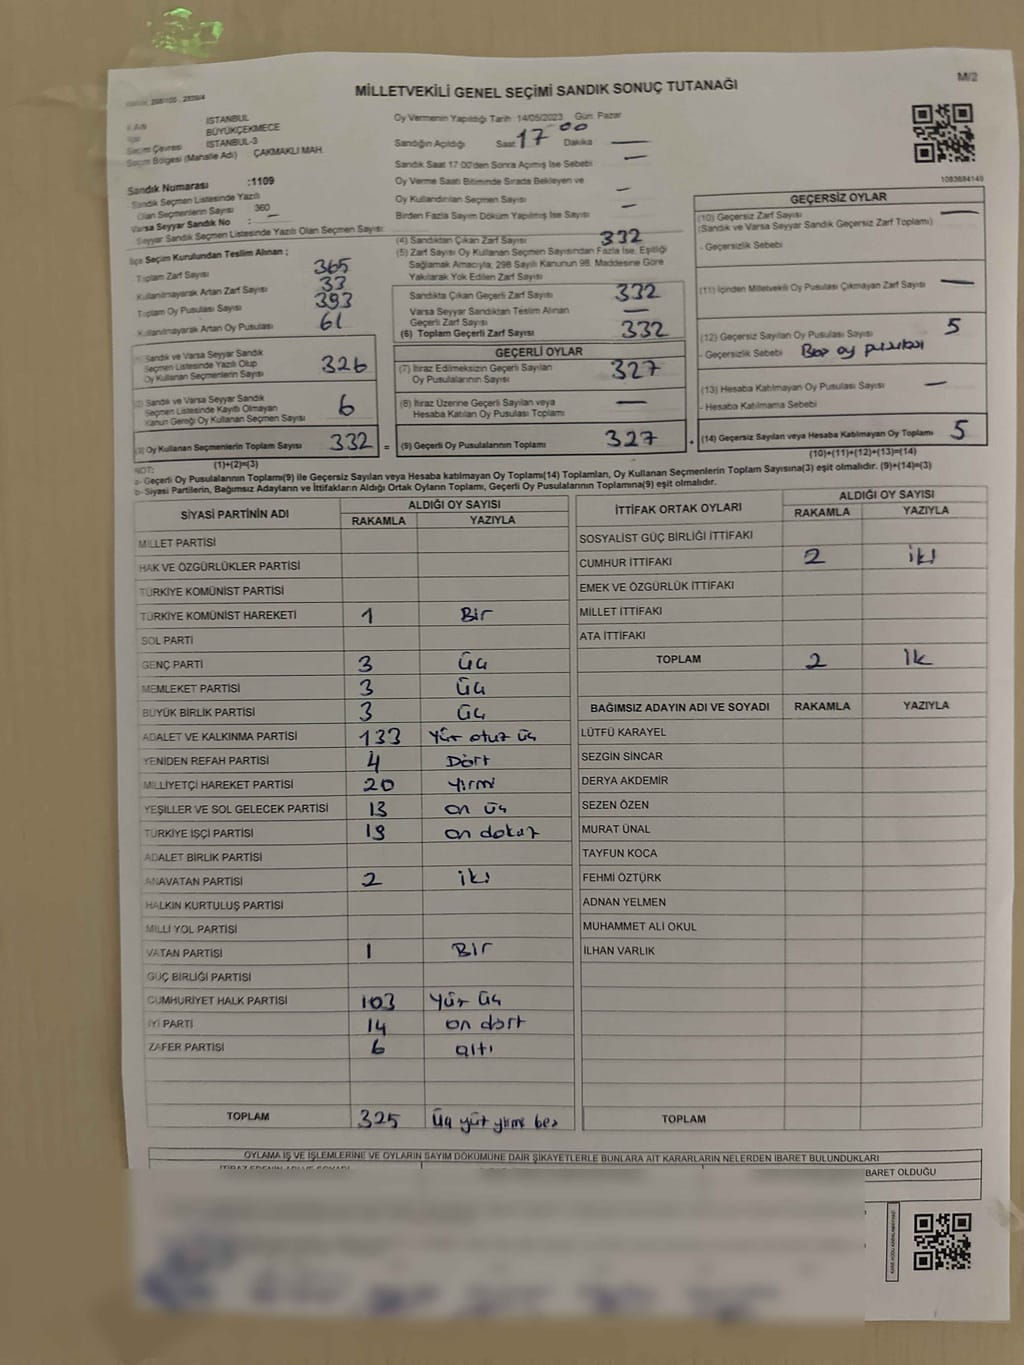 MİLLETVEKİLİ GENEL SEÇİMİ SANDIK SONUÇ TUTANAĞI
M/2
İSTANBUL
BÜYÜKÇEKMECE
Seçim Çevresi İSTANBUL-3
Seçim Bölgesi (Mahalle Adı) ÇAKMAKLI MAH.
Sandık Numarası :1109
Sandık Seçmen Listesinde Yazılı
Olan Seçmenlerin Sayısı 360
Varsa Seyyar Sandık No : —
Seyyar Sandık Seçmen Listesinde Yazılı Olan Seçmen Sayısı:
İlçe Seçim Kurulundan Teslim Alınan ;
Toplam Zarf Sayısı 365
Kullanılmayarak Artan Zarf Sayısı 33
Toplam Oy Pusulası Sayısı 393
Kullanılmayarak Artan Oy Pusulası 61
Sandık ve Varsa Seyyar Sandık
Seçmen Listesinde Yazılı Olup
Oy Kullanan Seçmenlerin Sayısı 326
Sandık ve Varsa Seyyar Sandık
Seçmen Listesinde Kayıtlı Olmayan
Kanun Gereği Oy Kullanan Seçmen Sayısı 6
(3) Oy Kullanan Seçmenlerin Toplam Sayısı 332 =
(1)+(2)=(3)
Oy Vermenin Yapıldığı Tarih :14/05/2023 Gün: Pazar
Sandığın Açıldığı Saat 17 00 Dakika —
Sandık Saat 17:00'den Sonra Açılmış İse Sebebi —
Oy Verme Saati Bitiminde Sırada Bekleyen ve
Oy Kullandırılan Seçmen Sayısı —
Birden Fazla Sayım Döküm Yapılmış İse Sayısı —
(4) Sandıktan Çıkan Zarf Sayısı 332
(5) Zarf Sayısı Oy Kullanan Seçmen Sayısından Fazla İse, Eşitliği
Sağlamak Amacıyla, 298 Sayılı Kanunun 98. Maddesine Göre
Yakılarak Yok Edilen Zarf Sayısı
Sandıkta Çıkan Geçerli Zarf Sayısı 332
Varsa Seyyar Sandıktan Teslim Alınan
Geçerli Zarf Sayısı —
(6) Toplam Geçerli Zarf Sayısı 332
GEÇERLİ OYLAR
(7) İtiraz Edilmeksizin Geçerli Sayılan
Oy Pusulalarının Sayısı 327
(8) İtiraz Üzerine Geçerli Sayılan veya
Hesaba Katılan Oy Pusulası Toplamı —
(9) Geçerli Oy Pusulalarının Toplamı 327 +
1083684149
GEÇERSİZ OYLAR
(10) Geçersiz Zarf Sayısı —
(Sandık ve Varsa Seyyar Sandık Geçersiz Zarf Toplamı)
- Geçersizlik Sebebi
(11) İçinden Milletvekili Oy Pusulası Çıkmayan Zarf Sayısı —
(12) Geçersiz Sayılan Oy Pusulası Sayısı 5
- Geçersizlik Sebebi Boş oy pusulası
(13) Hesaba Katılmayan Oy Pusulası Sayısı —
- Hesaba Katılmama Sebebi
(14) Geçersiz Sayılan veya Hesaba Katılmayan Oy Toplamı 5
(10)+(11)+(12)+(13)=(14)
NOT:
a- Geçerli Oy Pusulalarının Toplamı(9) ile Geçersiz Sayılan veya Hesaba katılmayan Oy Toplamı(14) Toplamları, Oy Kullanan Seçmenlerin Toplam Sayısına(3) eşit olmalıdır. (9)+(14)=(3)
b- Siyasi Partilerin, Bağımsız Adayların ve İttifakların Aldığı Ortak Oyların Toplamı, Geçerli Oy Pusulalarının Toplamına(9) eşit olmalıdır.
SİYASİ PARTİNİN ADI ALDIĞI OY SAYISI
RAKAMLA YAZIYLA
MİLLET PARTİSİ
HAK VE ÖZGÜRLÜKLER PARTİSİ
TÜRKİYE KOMÜNİST PARTİSİ
TÜRKİYE KOMÜNİST HAREKETİ 1 Bir
SOL PARTİ
GENÇ PARTİ 3 üç
MEMLEKET PARTİSİ 3 üç
BÜYÜK BİRLİK PARTİSİ 3 üç
ADALET VE KALKINMA PARTİSİ 133 Yüz otuz üç
YENİDEN REFAH PARTİSİ 4 Dört
MİLLİYETÇİ HAREKET PARTİSİ 20 Yirmi
YEŞİLLER VE SOL GELECEK PARTİSİ 13 on üç
TÜRKİYE İŞÇİ PARTİSİ 19 on dokuz
ADALET BİRLİK PARTİSİ
ANAVATAN PARTİSİ 2 iki
HALKIN KURTULUŞ PARTİSİ
MİLLİ YOL PARTİSİ
VATAN PARTİSİ 1 Bir
GÜÇ BİRLİĞİ PARTİSİ
CUMHURİYET HALK PARTİSİ 103 Yüz üç
İYİ PARTİ 14 on dört
ZAFER PARTİSİ 6 altı
TOPLAM 325 üç yüz yirmi beş
İTTİFAK ORTAK OYLARI ALDIĞI OY SAYISI
RAKAMLA YAZIYLA
SOSYALİST GÜÇ BİRLİĞİ İTTİFAKI
CUMHUR İTTİFAKI 2 iki
EMEK VE ÖZGÜRLÜK İTTİFAKI
MİLLET İTTİFAKI
ATA İTTİFAKI
TOPLAM 2 ik
BAĞIMSIZ ADAYIN ADI VE SOYADI RAKAMLA YAZIYLA
LÜTFÜ KARAYEL
SEZGİN SİNCAR
DERYA AKDEMİR
SEZEN ÖZEN
MURAT ÜNAL
TAYFUN KOCA
FEHMİ ÖZTÜRK
ADNAN YELMEN
MUHAMMET ALİ OKUL
İLHAN VARLIK
TOPLAM
OYLAMA İŞ VE İŞLEMLERİNE VE OYLARIN SAYIM DÖKÜMÜNE DAİR ŞİKAYETLERLE BUNLARA AİT KARARLARIN NELERDEN İBARET BULUNDUKLARI
BARET OLDUĞU